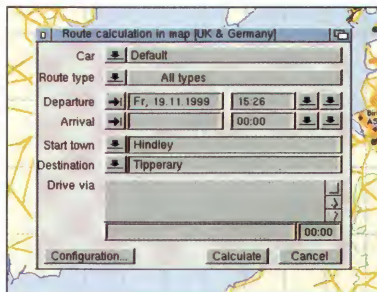 Route calculation in map [UK & Germany]
Car Default
Route type All types
Departure Fr, 19.11.1999 15:26
Arrival 00:00
Start town Hindley
Destination Tipperary
Drive via
00:00
Configuration... Calculate Cancel